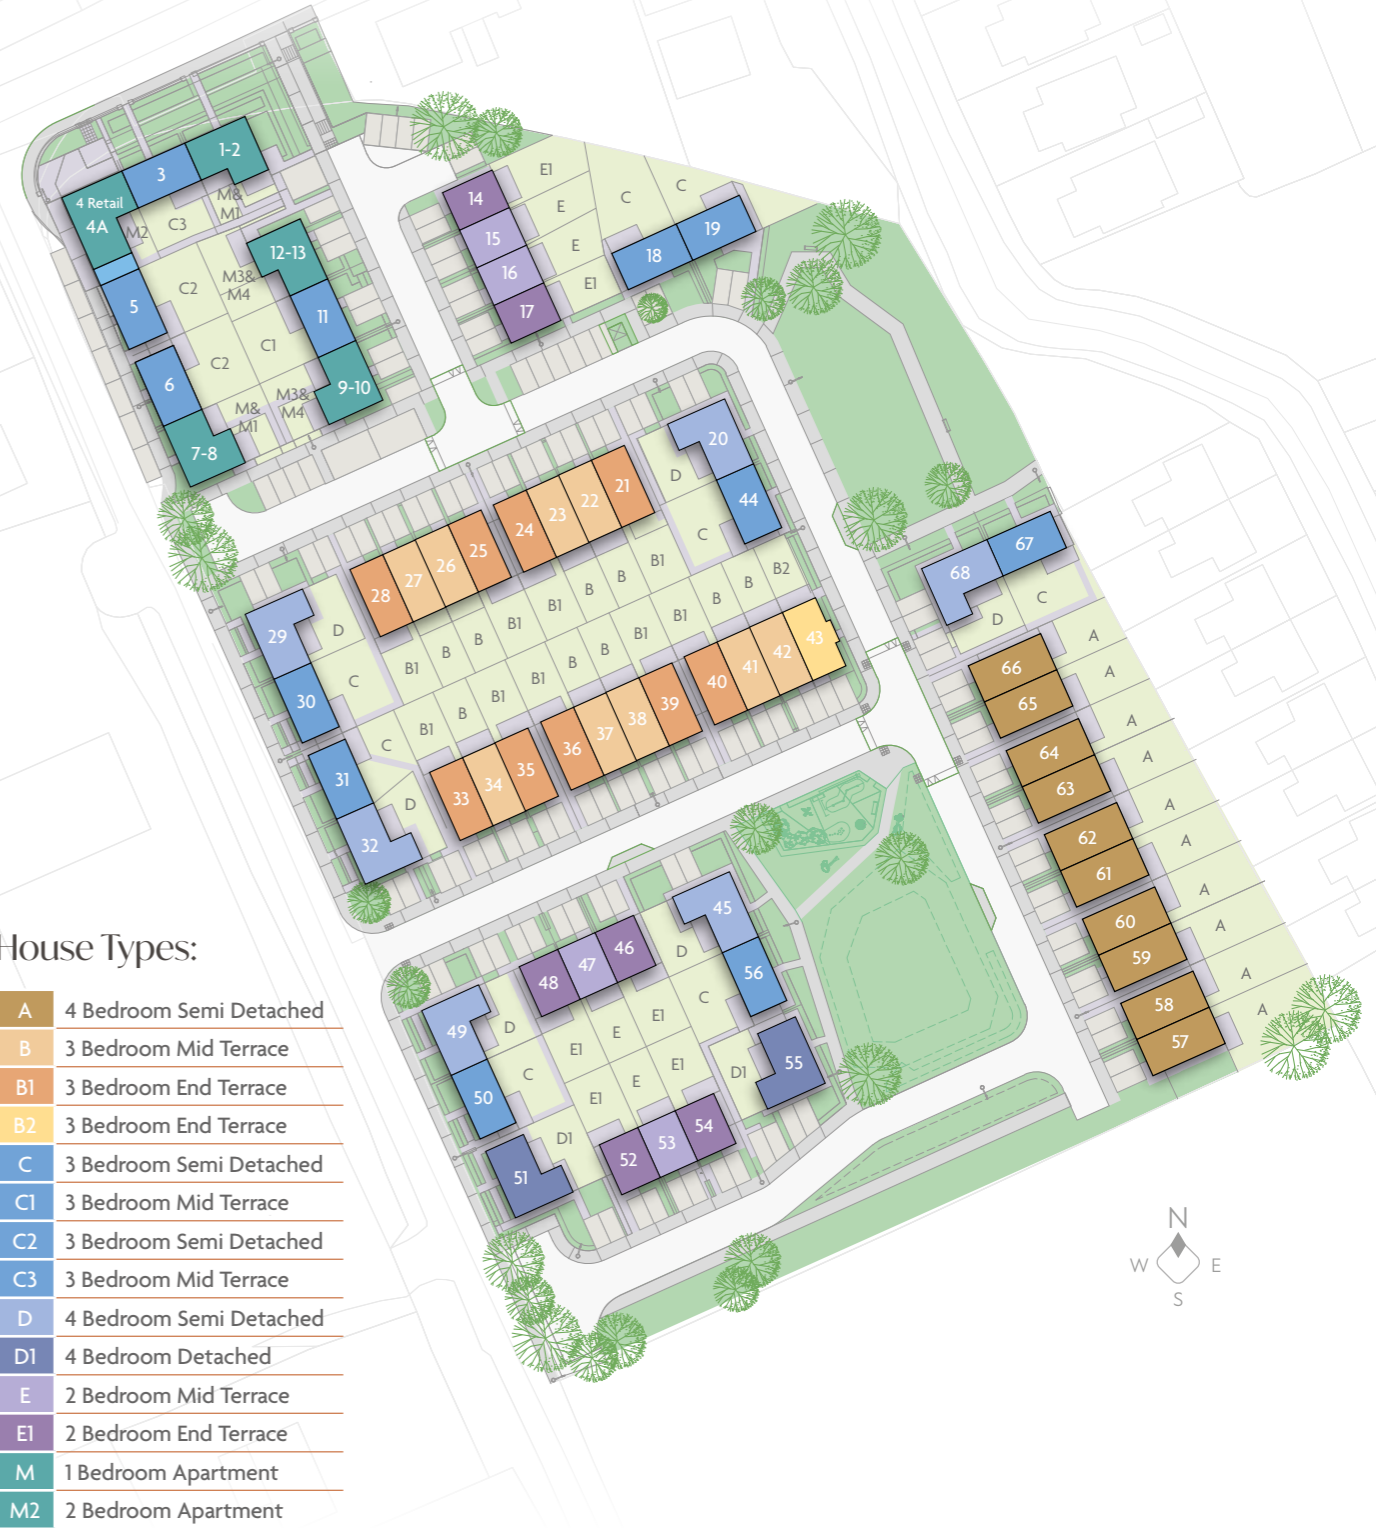 1-2
3
4 Retail
4A
M&
M1
M2
C3
12-13
M3&
M4
C2
5
11
C1
6
C2
9-10
M3&
M4
M&
M1
7-8
14
E1
15
E
16
E
17
E1
C
C
18
19
20
D
44
C
21
22
23
24
25
26
27
28
B1
B
B
B1
B
B
B1
29
D
30
C
31
C
32
D
B1
B
B1
B1
B
B
B1
B1
B
B
B2
33
34
35
36
37
38
39
40
41
42
43
67
68
C
D
66
A
65
A
64
A
63
A
62
A
61
A
60
A
59
A
58
A
57
A
45
D
56
C
46
47
48
E1
E
E1
49
D
50
C
E1
E
E1
55
D1
51
D1
52
53
54
N
W
E
S
House Types:
A 4 Bedroom Semi Detached
B 3 Bedroom Mid Terrace
B1 3 Bedroom End Terrace
B2 3 Bedroom End Terrace
C 3 Bedroom Semi Detached
C1 3 Bedroom Mid Terrace
C2 3 Bedroom Semi Detached
C3 3 Bedroom Mid Terrace
D 4 Bedroom Semi Detached
D1 4 Bedroom Detached
E 2 Bedroom Mid Terrace
E1 2 Bedroom End Terrace
M 1 Bedroom Apartment
M2 2 Bedroom Apartment